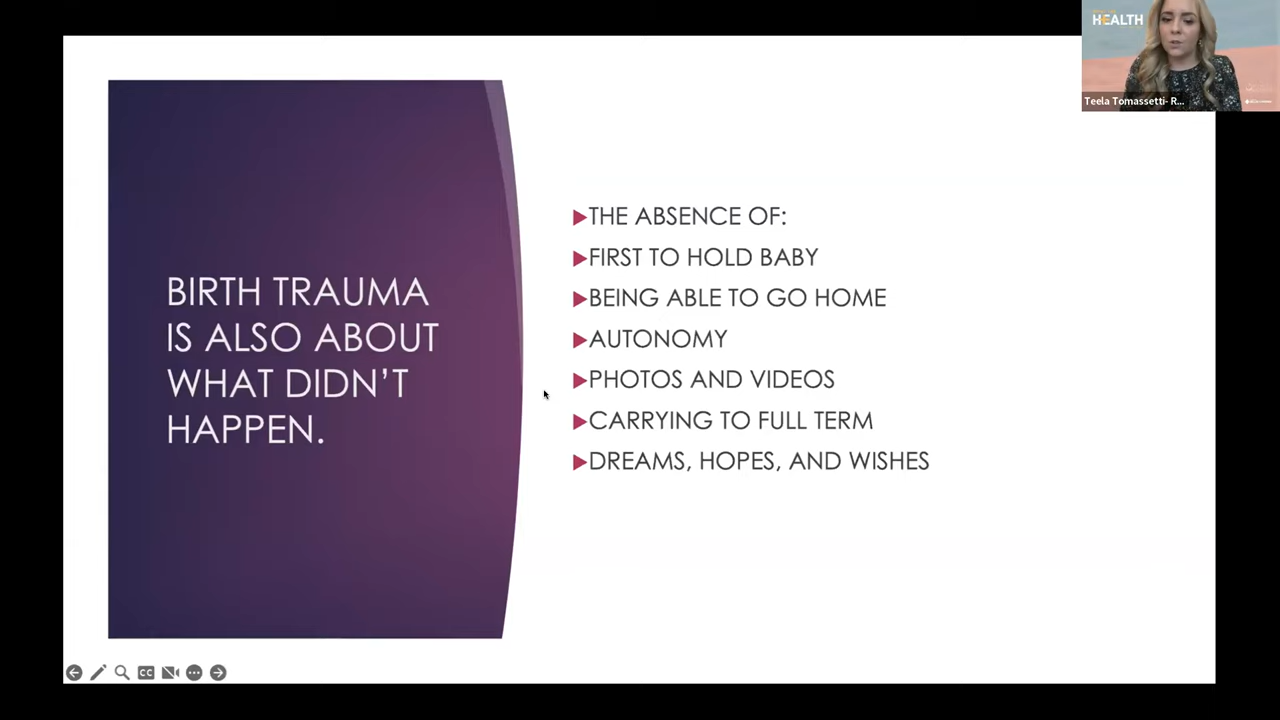 HEALTH
Teela Tomassetti- R...
BIRTH TRAUMA
IS ALSO ABOUT
WHAT DIDN’T
HAPPEN.
THE ABSENCE OF:
FIRST TO HOLD BABY
BEING ABLE TO GO HOME
AUTONOMY
PHOTOS AND VIDEOS
CARRYING TO FULL TERM
DREAMS, HOPES, AND WISHES
CC